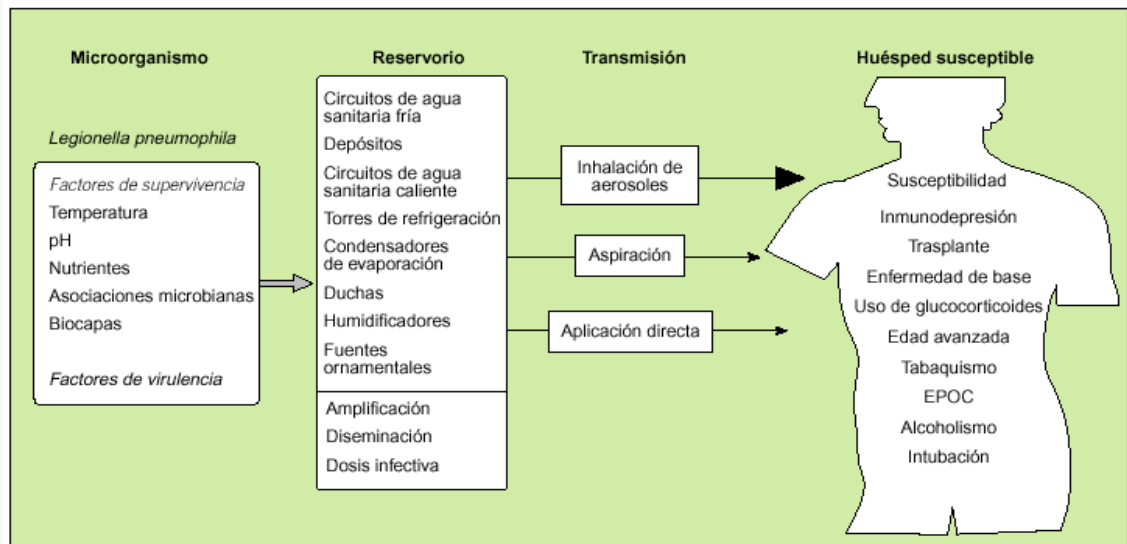 Microorganismo
Legionella pneumophila
Factores de supervivencia
Temperatura
pH
Nutrientes
Asociaciones microbianas
Biocapas
Factores de virulencia
Reservorio
Circuitos de agua
sanitaria fría
Depósitos
Circuitos de agua
sanitaria caliente
Torres de refrigeración
Condensadores
de evaporación
Duchas
Humidificadores
Fuentes
ornamentales
Amplificación
Diseminación
Dosis infectiva
Transmisión
Inhalación de
aerosoles
Aspiración
Aplicación directa
Huésped susceptible
Susceptibilidad
Inmunodepresión
Trasplante
Enfermedad de base
Uso de glucocorticoides
Edad avanzada
Tabaquismo
EPOC
Alcoholismo
Intubación